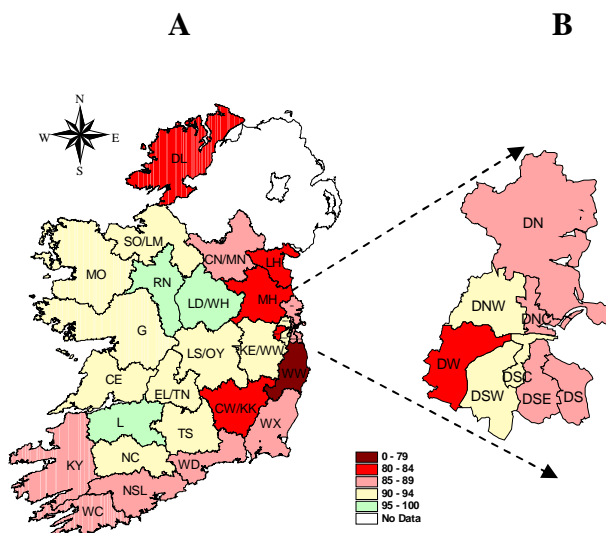 A
B
N
W E
S
DL
SO/LM
CN/MN
LH
MO
RN
LD/WH
MH
G
LS/OY
KE/WW
WW
CE
EL/TN
CW/KK
L
TS
WX
KY
NC
WD
NSL
WC
DN
DNW
DNC
DW
DSC
DSW
DSE
DS
0 - 79
80 - 84
85 - 89
90 - 94
95 - 100
No Data